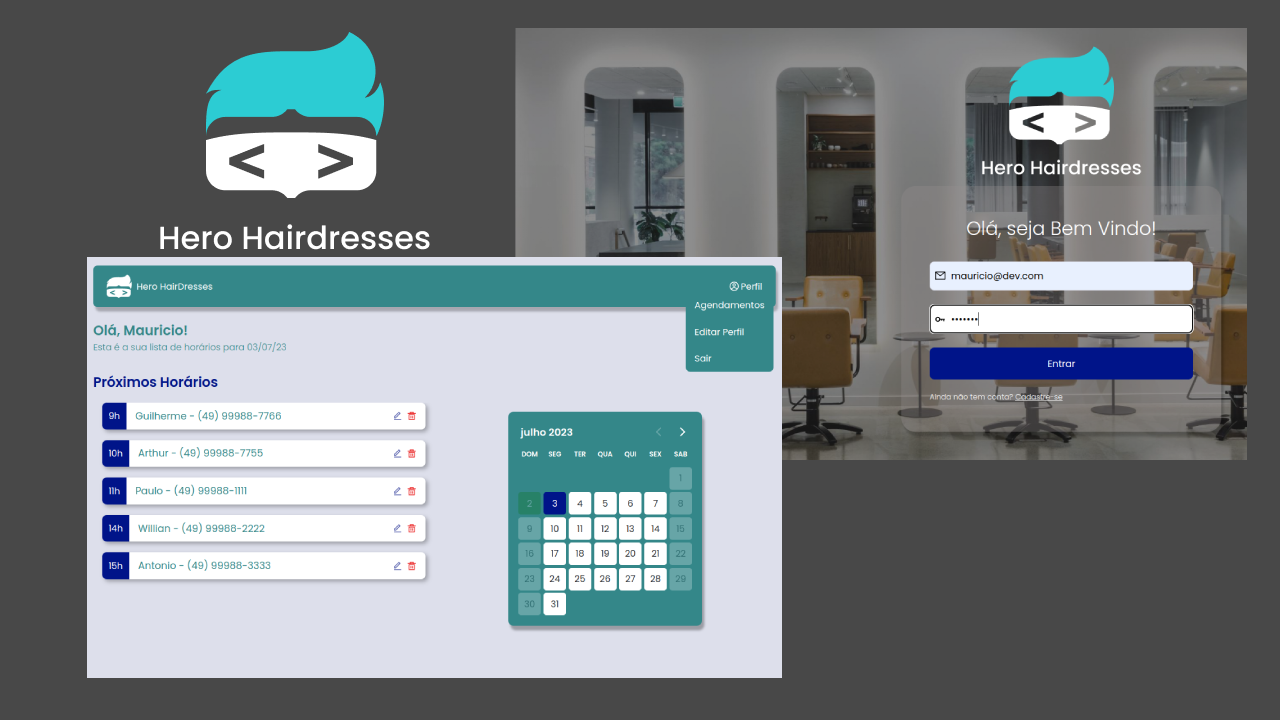 < >
Hero Hairdresses
< >
Hero Hairdresses
Olá, seja Bem Vindo!
mauricio@dev.com
•••••••
Entrar
Ainda não tem conta? Cadastre-se
< > Hero HairDresses
Perfil
Agendamentos
Editar Perfil
Sair
Olá, Mauricio!
Esta é a sua lista de horários para 03/07/23
Próximos Horários
9h Guilherme - (49) 99988-7766
10h Arthur - (49) 99988-7755
11h Paulo - (49) 99988-1111
14h Willian - (49) 99988-2222
15h Antonio - (49) 99988-3333
julho 2023 < >
DOM SEG TER QUA QUI SEX SAB
1
2 3 4 5 6 7 8
9 10 11 12 13 14 15
16 17 18 19 20 21 22
23 24 25 26 27 28 29
30 31